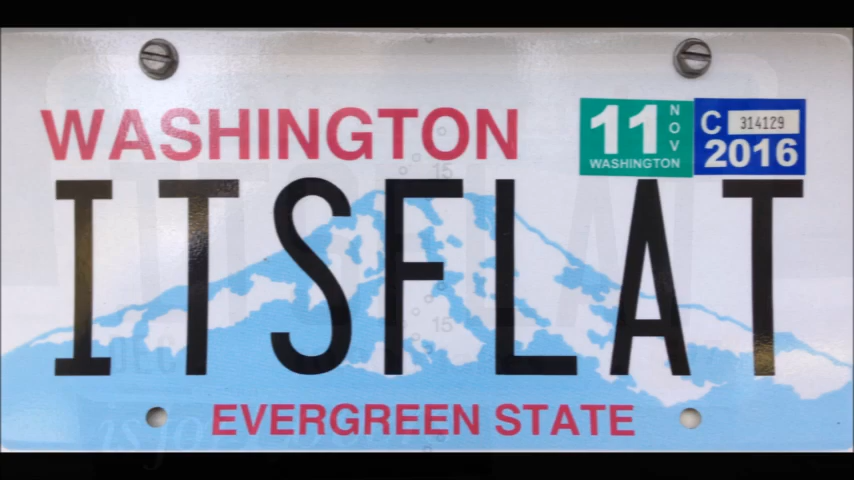 WASHINGTON
11 NOV WASHINGTON
C 314129 2016
ITSFLAT
EVERGREEN STATE